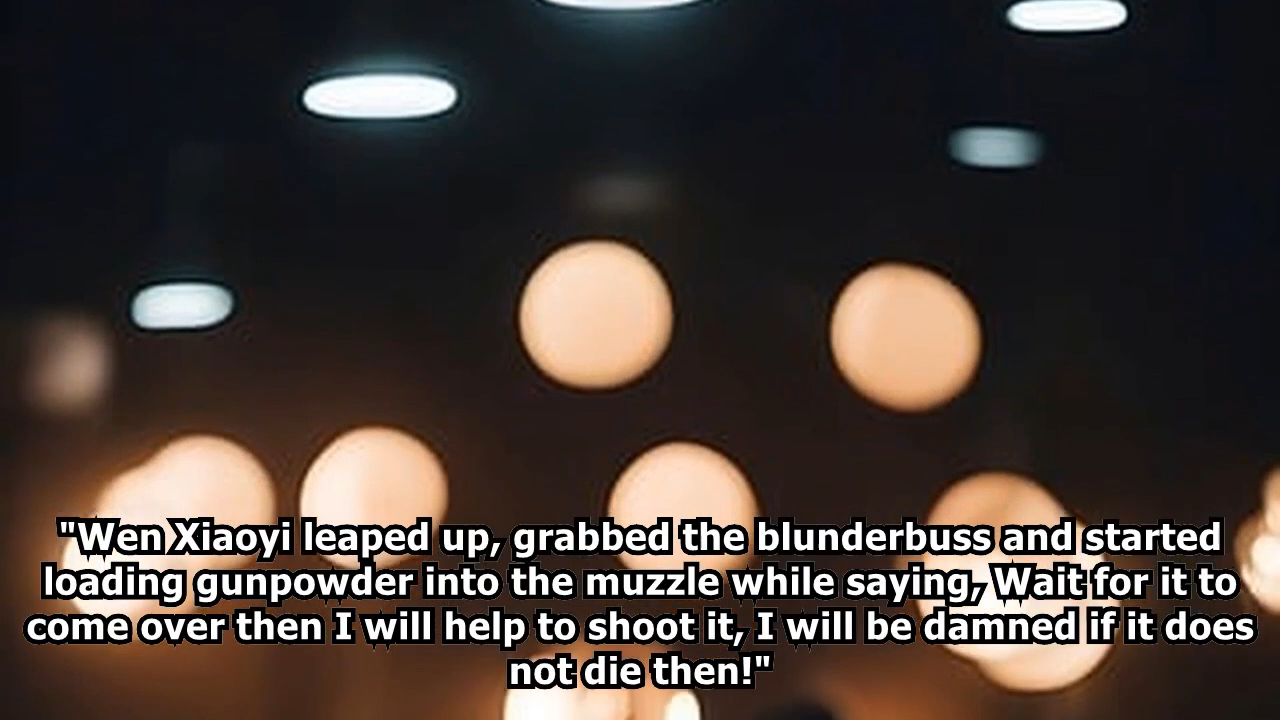 "Wen Xiaoyi leaped up, grabbed the blunderbuss and started
loading gunpowder into the muzzle while saying, Wait for it to
come over then I will help to shoot it, I will be damned if it does
not die then!"